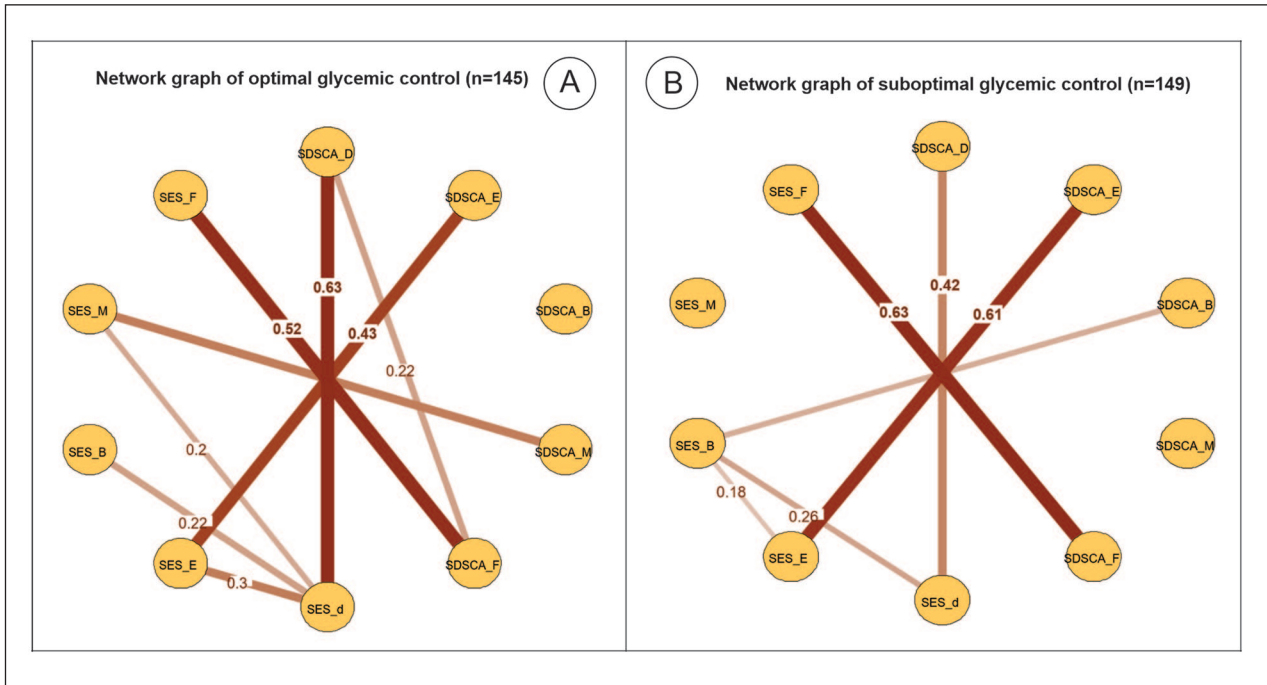 Network graph of optimal glycemic control (n=145)
A
SDSCA_D
SES_F
SDSCA_E
SES_M
SDSCA_B
0.63
0.52
0.43
0.22
SES_B
0.2
SDSCA_M
0.22
SES_E
0.3
SDSCA_F
SES_d
B
Network graph of suboptimal glycemic control (n=149)
SDSCA_D
SES_F
SDSCA_E
SES_M
SDSCA_B
0.42
0.63
0.61
SES_B
SDSCA_M
0.18
0.26
SES_E
SDSCA_F
SES_d